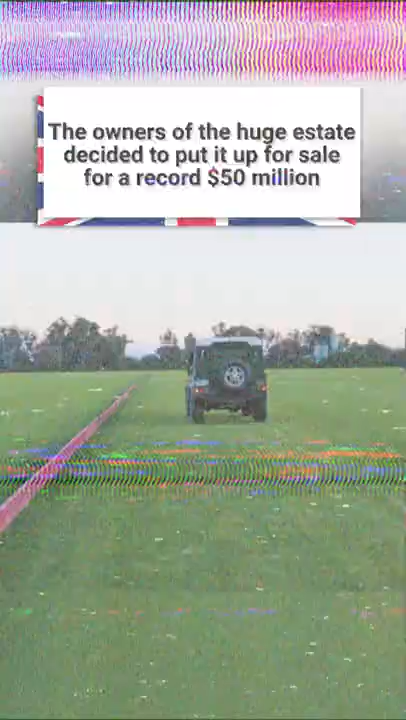 The owners of the huge estate
decided to put it up for sale
for a record $50 million